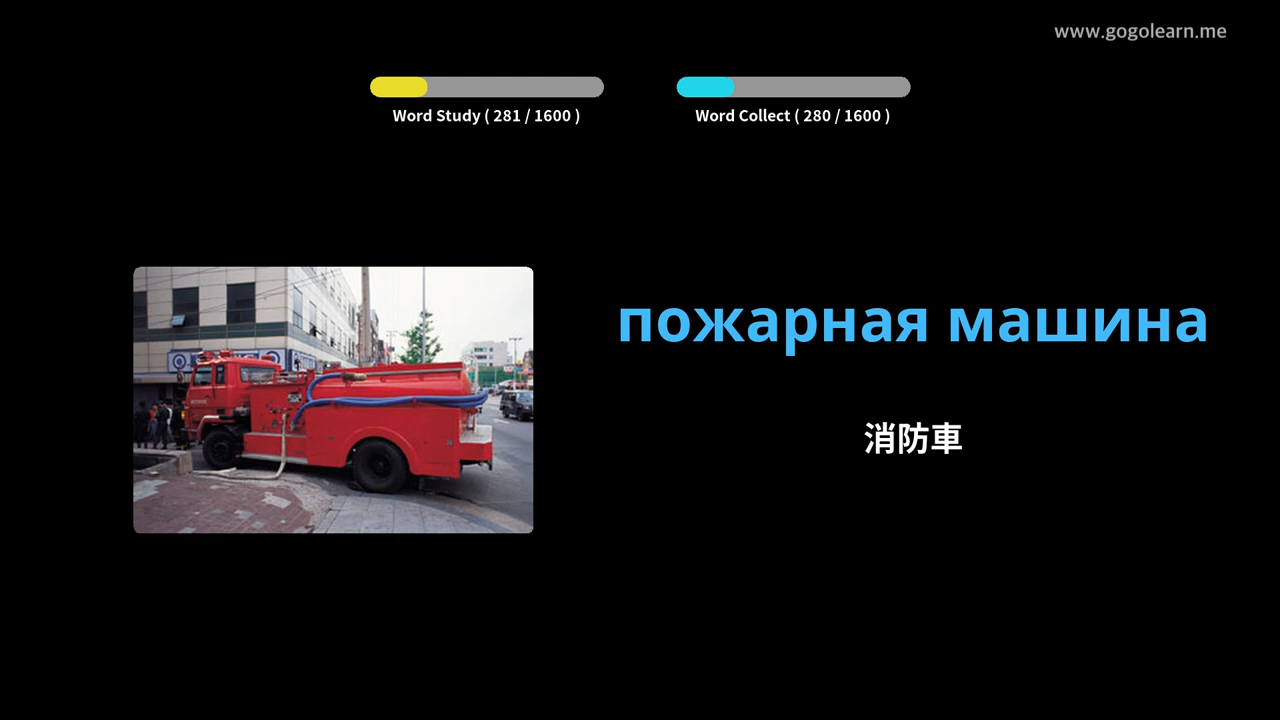 www.gogolearn.me
Word Study ( 281 / 1600 )
Word Collect ( 280 / 1600 )
пожарная машина
消防車